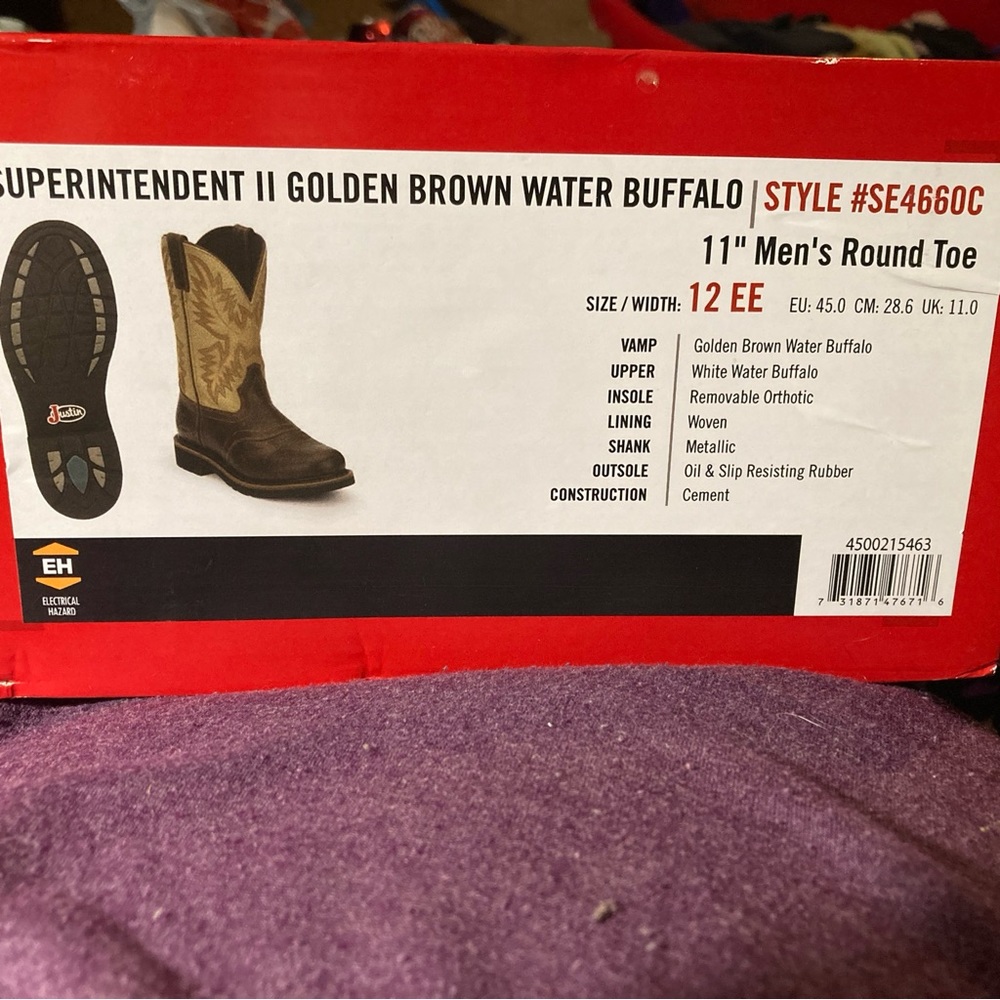 SUPERINTENDENT II GOLDEN BROWN WATER BUFFALO | STYLE #SE4660C
11" Men's Round Toe
SIZE / WIDTH: 12 EE EU: 45.0 CM: 28.6 UK: 11.0
VAMP Golden Brown Water Buffalo
UPPER White Water Buffalo
INSOLE Removable Orthotic
LINING Woven
SHANK Metallic
OUTSOLE Oil & Slip Resisting Rubber
CONSTRUCTION Cement
Justin
EH
ELECTRICAL
HAZARD
4500215463
7 31871 47671 6